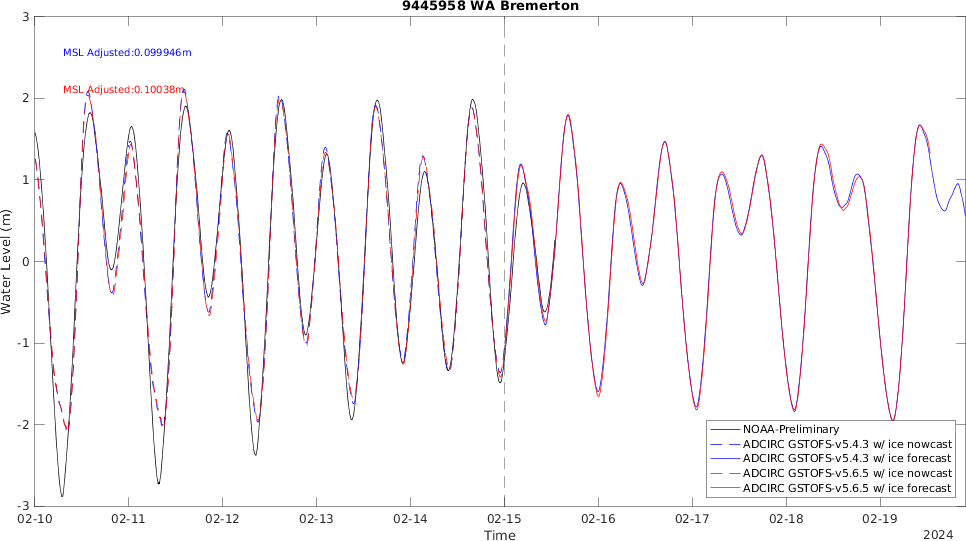 9445958 WA Bremerton
MSL Adjusted:0.099946m
MSL Adjusted:0.10038m
Water Level (m)
3
2
1
0
-1
-2
-3
NOAA-Preliminary
ADCIRC GSTOFS-v5.4.3 w/ ice nowcast
ADCIRC GSTOFS-v5.4.3 w/ ice forecast
ADCIRC GSTOFS-v5.6.5 w/ ice nowcast
ADCIRC GSTOFS-v5.6.5 w/ ice forecast
02-10 02-11 02-12 02-13 02-14 02-15 02-16 02-17 02-18 02-19
Time
2024